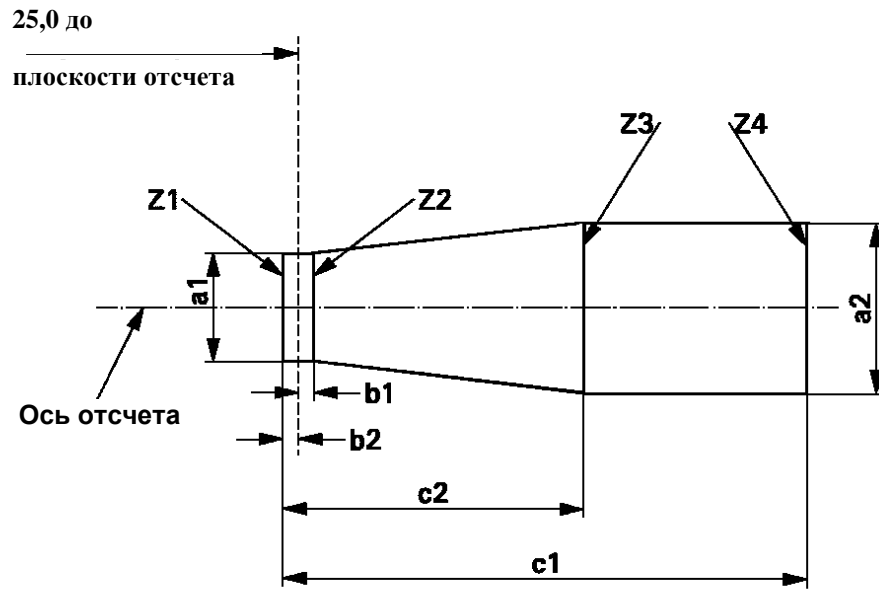 25,0 до
плоскости отсчета
Z3
Z4
Z1
Z2
a1
a2
Ось отсчета
b1
b2
c2
c1